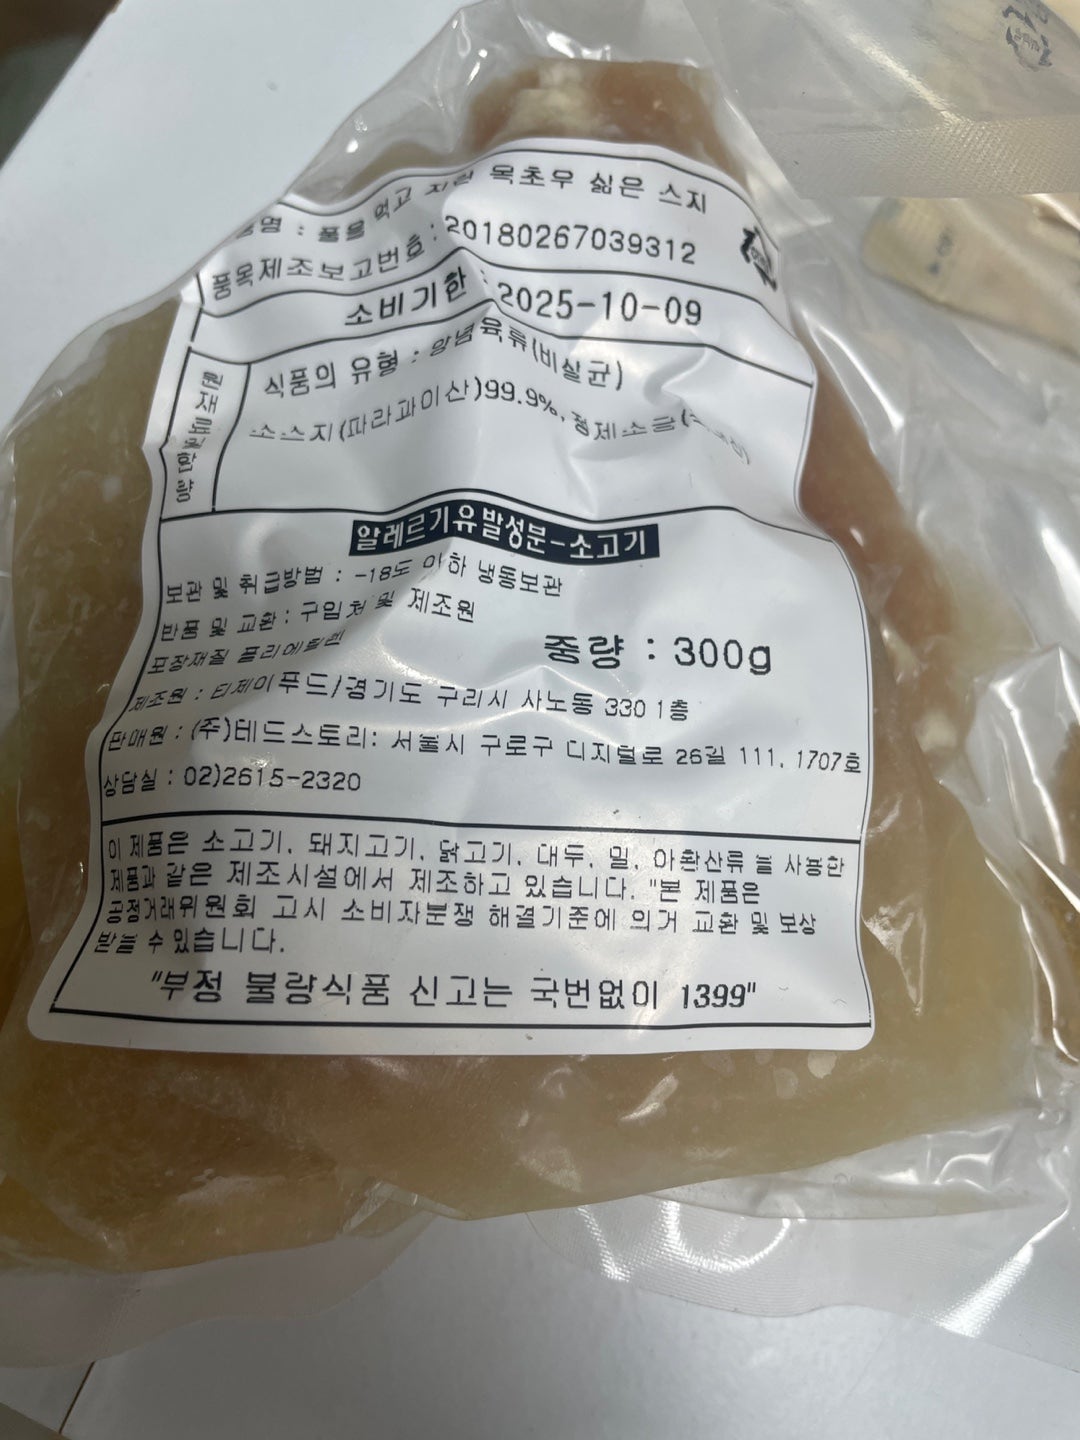 풀을 먹고 자란 목초우 삶은 스지
품목제조보고번호 : 20180267039312
소비기한 : 2025-10-09
원재료및함량
식품의 유형 : 양념육류(비살균)
소스지(파라과이산)99.9%, 정제소금
알레르기유발성분-소고기
보관 및 취급방법 : -18도 이하 냉동보관
반품 및 교환 : 구입처 및 제조원
포장재질 폴리에틸렌
중량 : 300g
제조원 : 티제이푸드/경기도 구리시 사노동 330 1층
판매원 : (주)테드스토리: 서울시 구로구 디지털로 26길 111, 1707호
상담실 : 02)2615-2320
이 제품은 소고기, 돼지고기, 닭고기, 대두, 밀, 아황산류 를 사용한
제품과 같은 제조시설에서 제조하고 있습니다. "본 제품은
공정거래위원회 고시 소비자분쟁 해결기준에 의거 교환 및 보상
받을 수 있습니다.
"부정 불량식품 신고는 국번없이 1399"